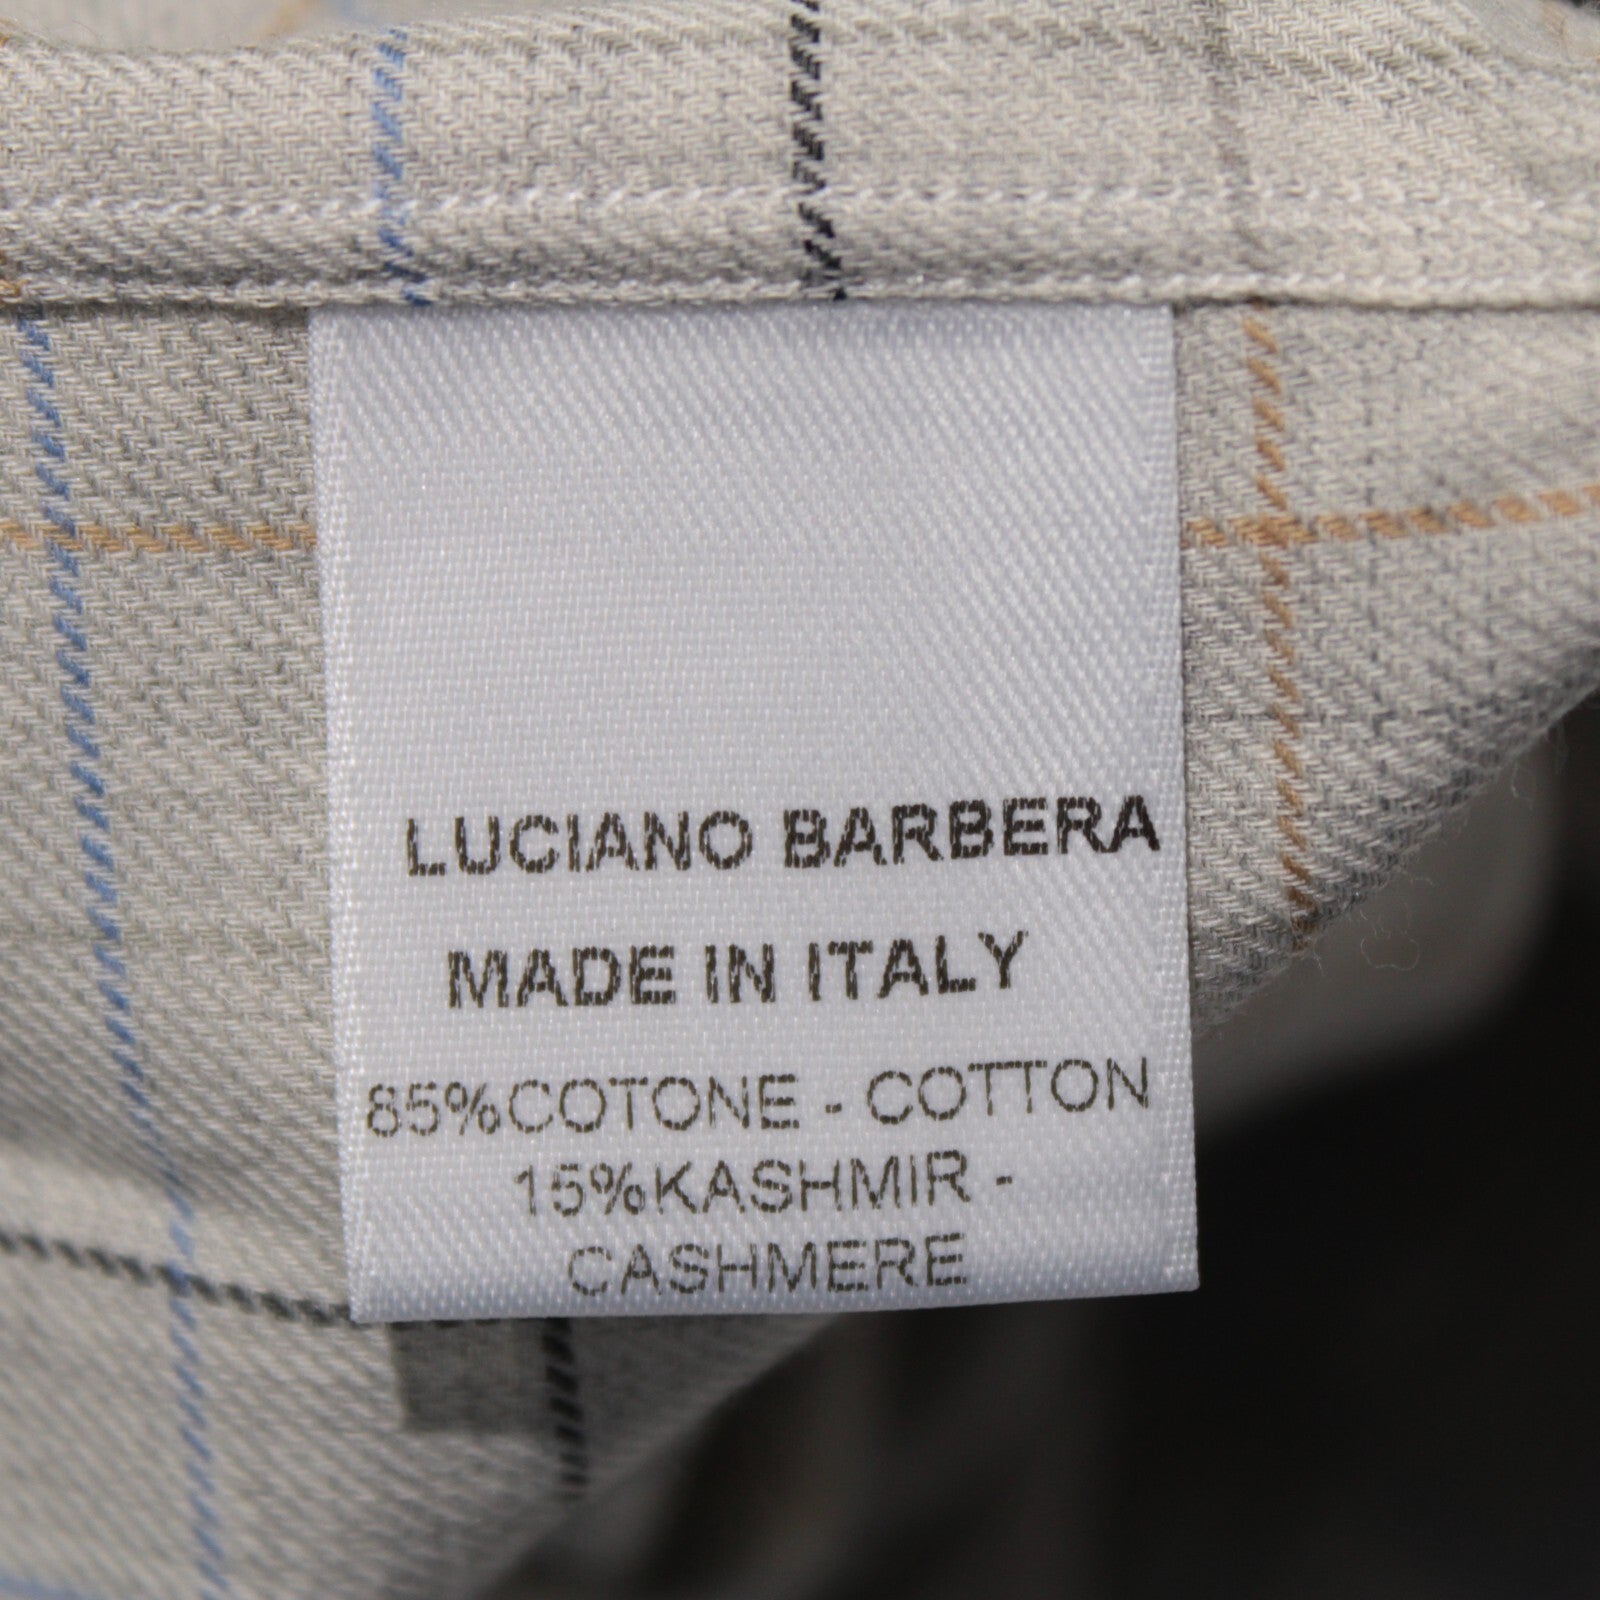 LUCIANO BARBERA
MADE IN ITALY
85%COTONE - COTTON
15%KASHMIR -
CASHMERE